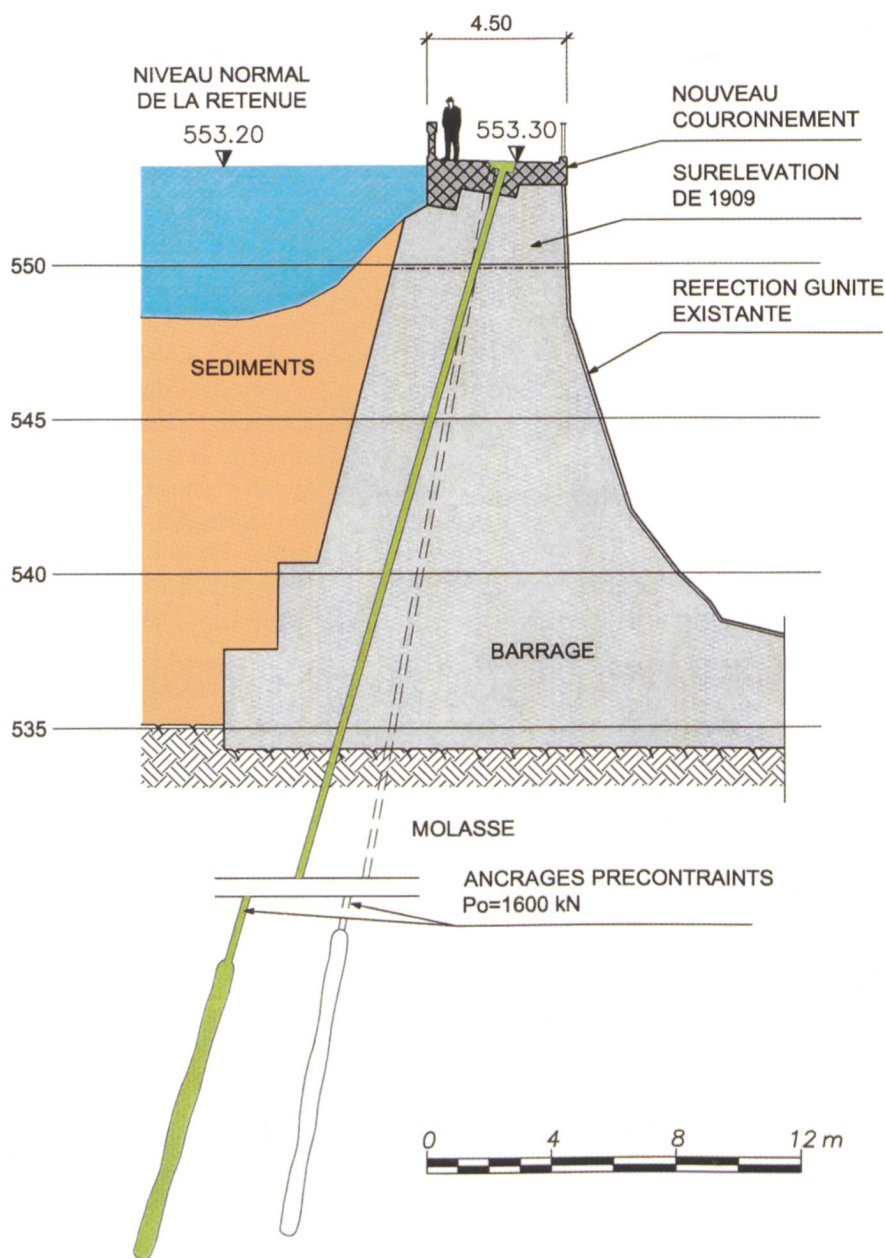 4.50
NIVEAU NORMAL
DE LA RETENUE
553.20
553.30
NOUVEAU
COURONNEMENT
SURELEVATION
DE 1909
550
REFECTION GUNITE
EXISTANTE
SEDIMENTS
545
540
BARRAGE
535
MOLASSE
ANCRAGES PRECONTRAINTS
Po=1600 kN
0 4 8 12 m